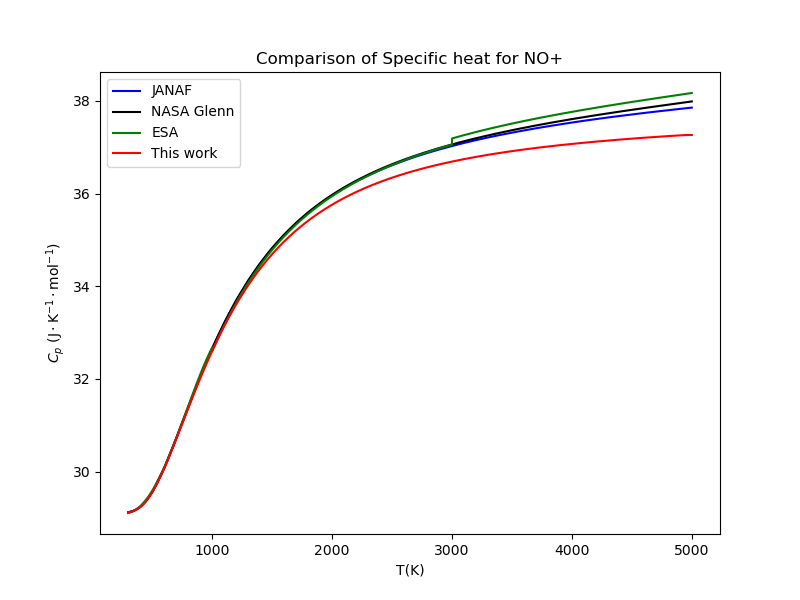 Comparison of Specific heat for NO+
JANAF
NASA Glenn
ESA
This work
38
36
34
32
30
$C_p$ (J · K⁻¹ · mol⁻¹)
1000 2000 3000 4000 5000
T(K)